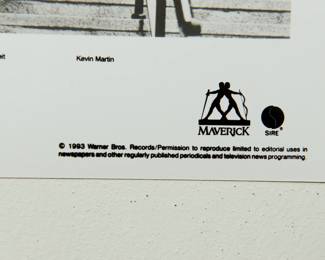 Kevin Martin
MAVERICK
SIRE®
© 1993 Warner Bros. Records/Permission to reproduce limited to editorial uses in
newspapers and other regularly published periodicals and television news programming.